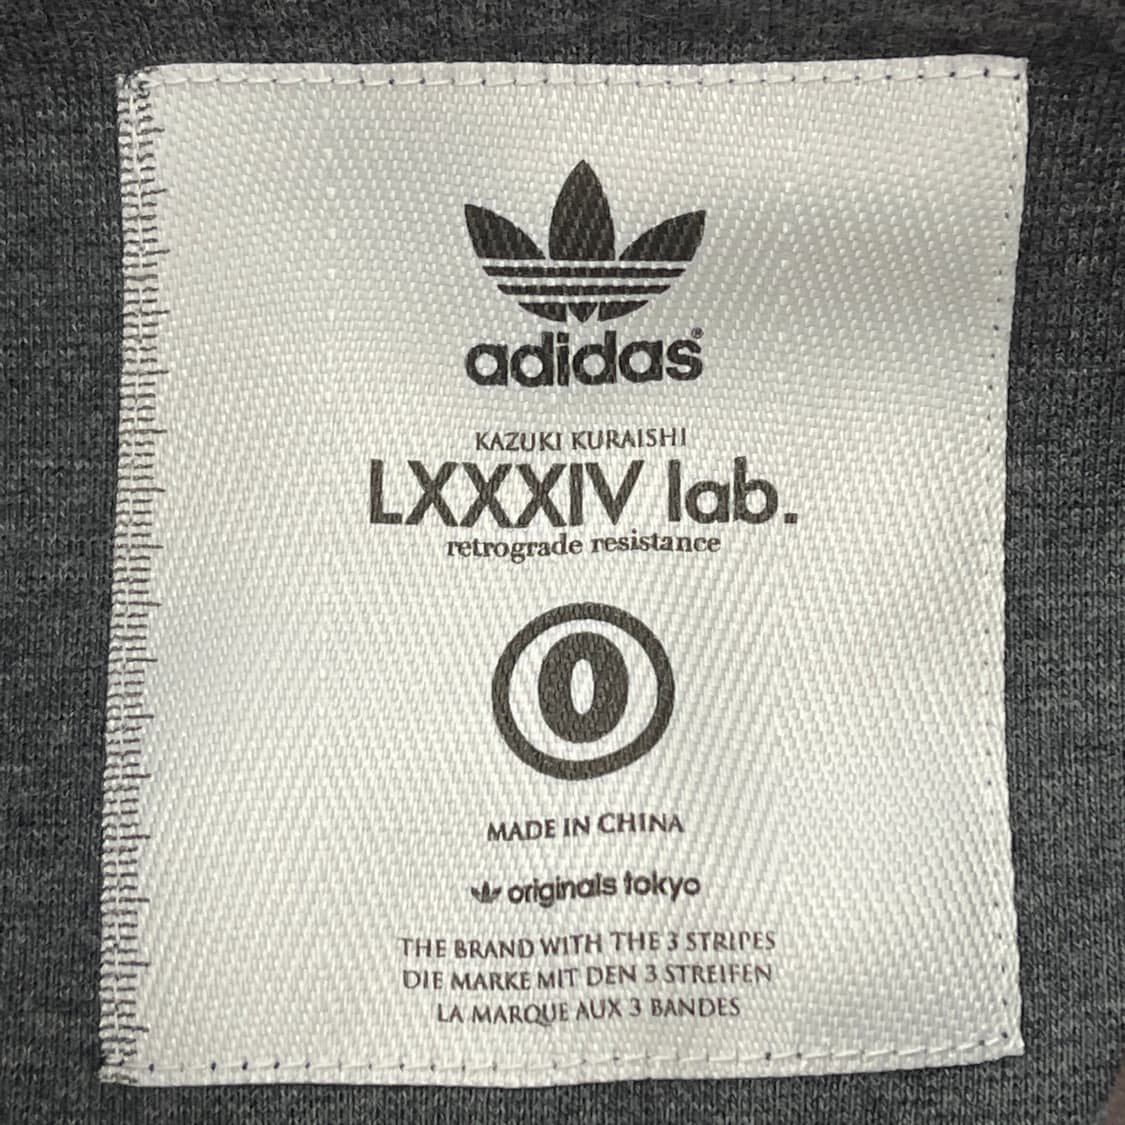 adidas®
KAZUKI KURAISHI
LXXXIV lab.
retrograde resistance
O
MADE IN CHINA
originals tokyo
THE BRAND WITH THE 3 STRIPES
DIE MARKE MIT DEN 3 STREIFEN
LA MARQUE AUX 3 BANDES